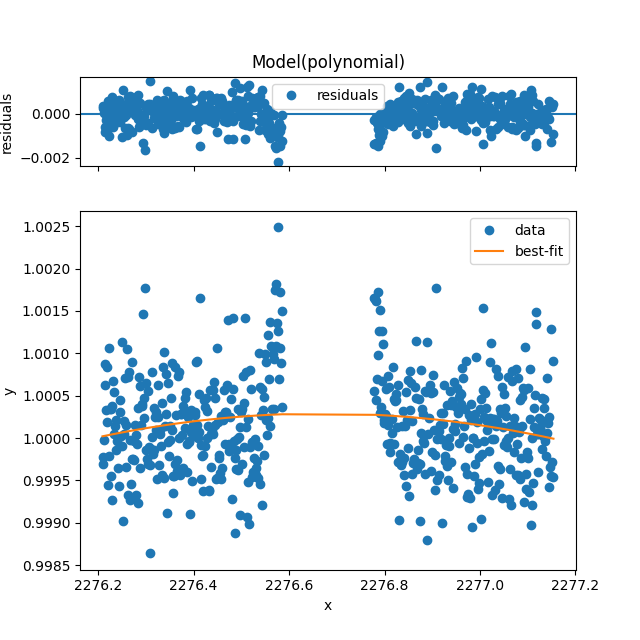 Model(polynomial)
residuals
0.000
−0.002
residuals
1.0025
1.0020
1.0015
1.0010
1.0005
1.0000
0.9995
0.9990
0.9985
y
data
best-fit
2276.2 2276.4 2276.6 2276.8 2277.0 2277.2
x